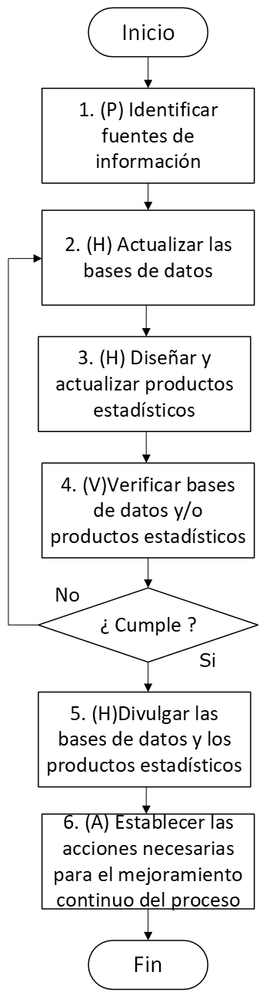 Inicio
1. (P) Identificar
fuentes de
información
2. (H) Actualizar las
bases de datos
3. (H) Diseñar y
actualizar productos
estadísticos
4. (V)Verificar bases
de datos y/o
productos estadísticos
No
¿ Cumple ?
Si
5. (H)Divulgar las
bases de datos y los
productos estadísticos
6. (A) Establecer las
acciones necesarias
para el mejoramiento
continuo del proceso
Fin